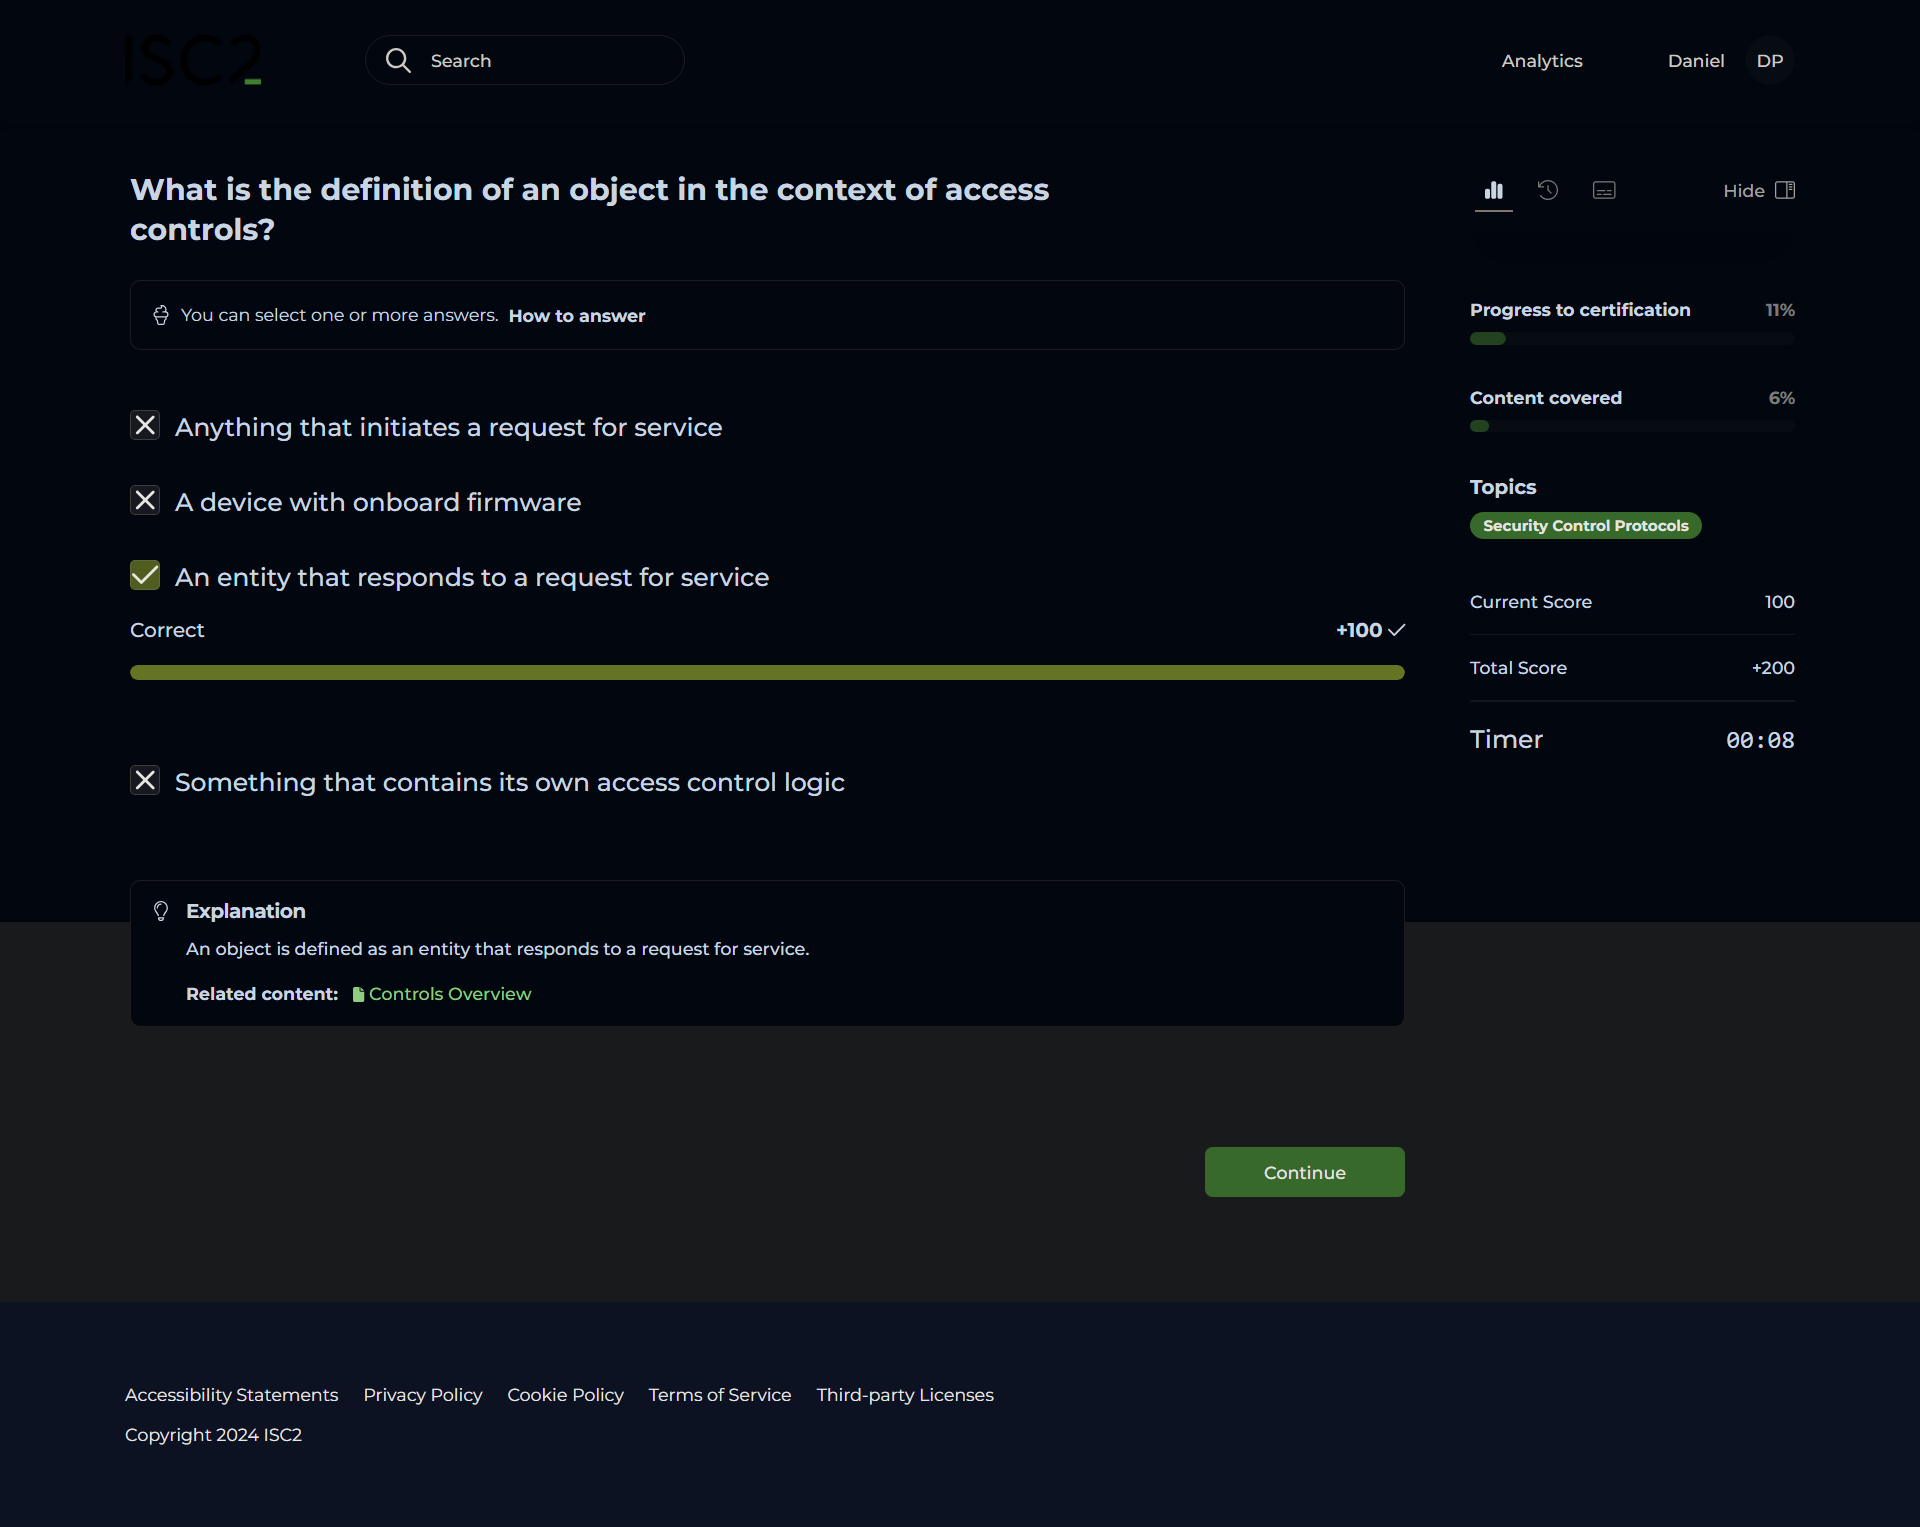 ISC2
Search
Analytics
Daniel
DP
What is the definition of an object in the context of access
controls?
You can select one or more answers. How to answer
Anything that initiates a request for service
A device with onboard firmware
An entity that responds to a request for service
Correct
+100
Something that contains its own access control logic
Explanation
An object is defined as an entity that responds to a request for service.
Related content: Controls Overview
Continue
Hide
Progress to certification 11%
Content covered 6%
Topics
Security Control Protocols
Current Score 100
Total Score +200
Timer 00:08
Accessibility Statements Privacy Policy Cookie Policy Terms of Service Third-party Licenses
Copyright 2024 ISC2